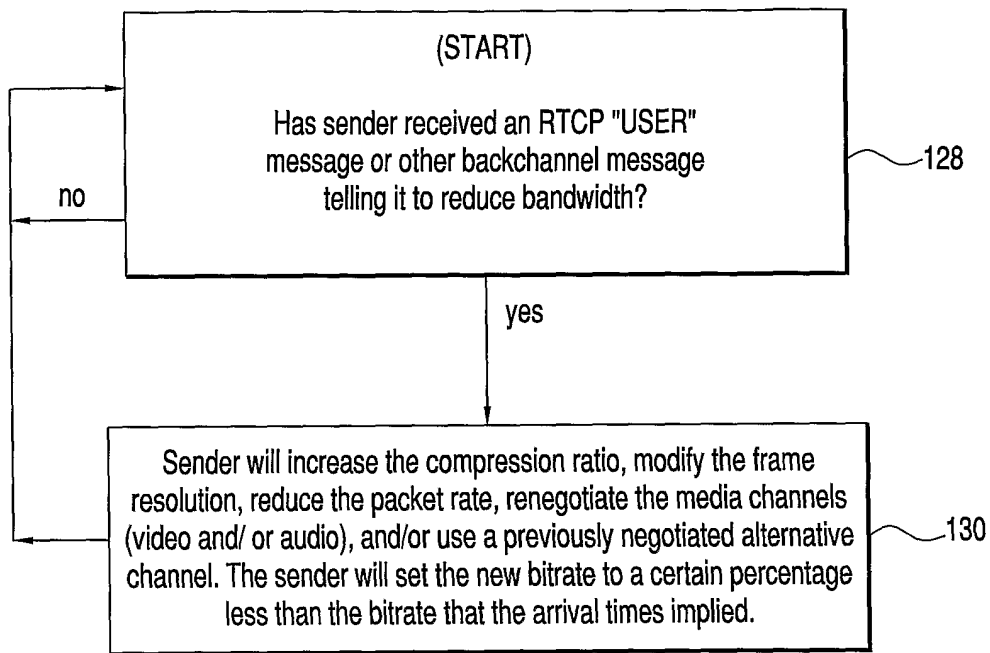 (START)
Has sender received an RTCP "USER"
message or other backchannel message
telling it to reduce bandwidth?
128
no
yes
Sender will increase the compression ratio, modify the frame
resolution, reduce the packet rate, renegotiate the media channels
(video and/ or audio), and/or use a previously negotiated alternative
channel. The sender will set the new bitrate to a certain percentage
less than the bitrate that the arrival times implied.
130